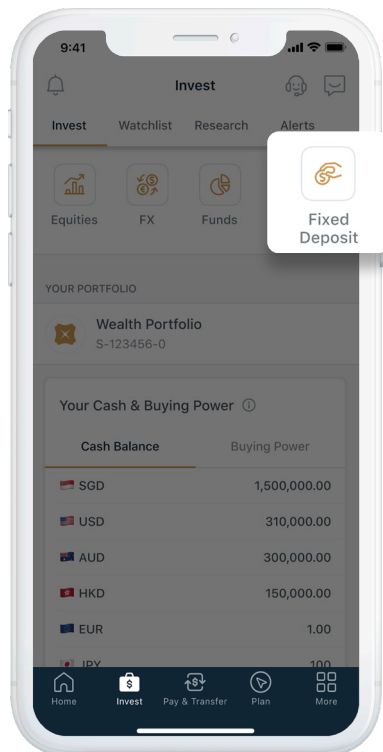 9:41
Invest
Invest Watchlist Research Alerts
Equities FX Funds Fixed Deposit
YOUR PORTFOLIO
Wealth Portfolio
S-123456-0
Your Cash & Buying Power
Cash Balance Buying Power
SGD 1,500,000.00
USD 310,000.00
AUD 300,000.00
HKD 150,000.00
EUR 1.00
JPY 100
Home Invest Pay & Transfer Plan More